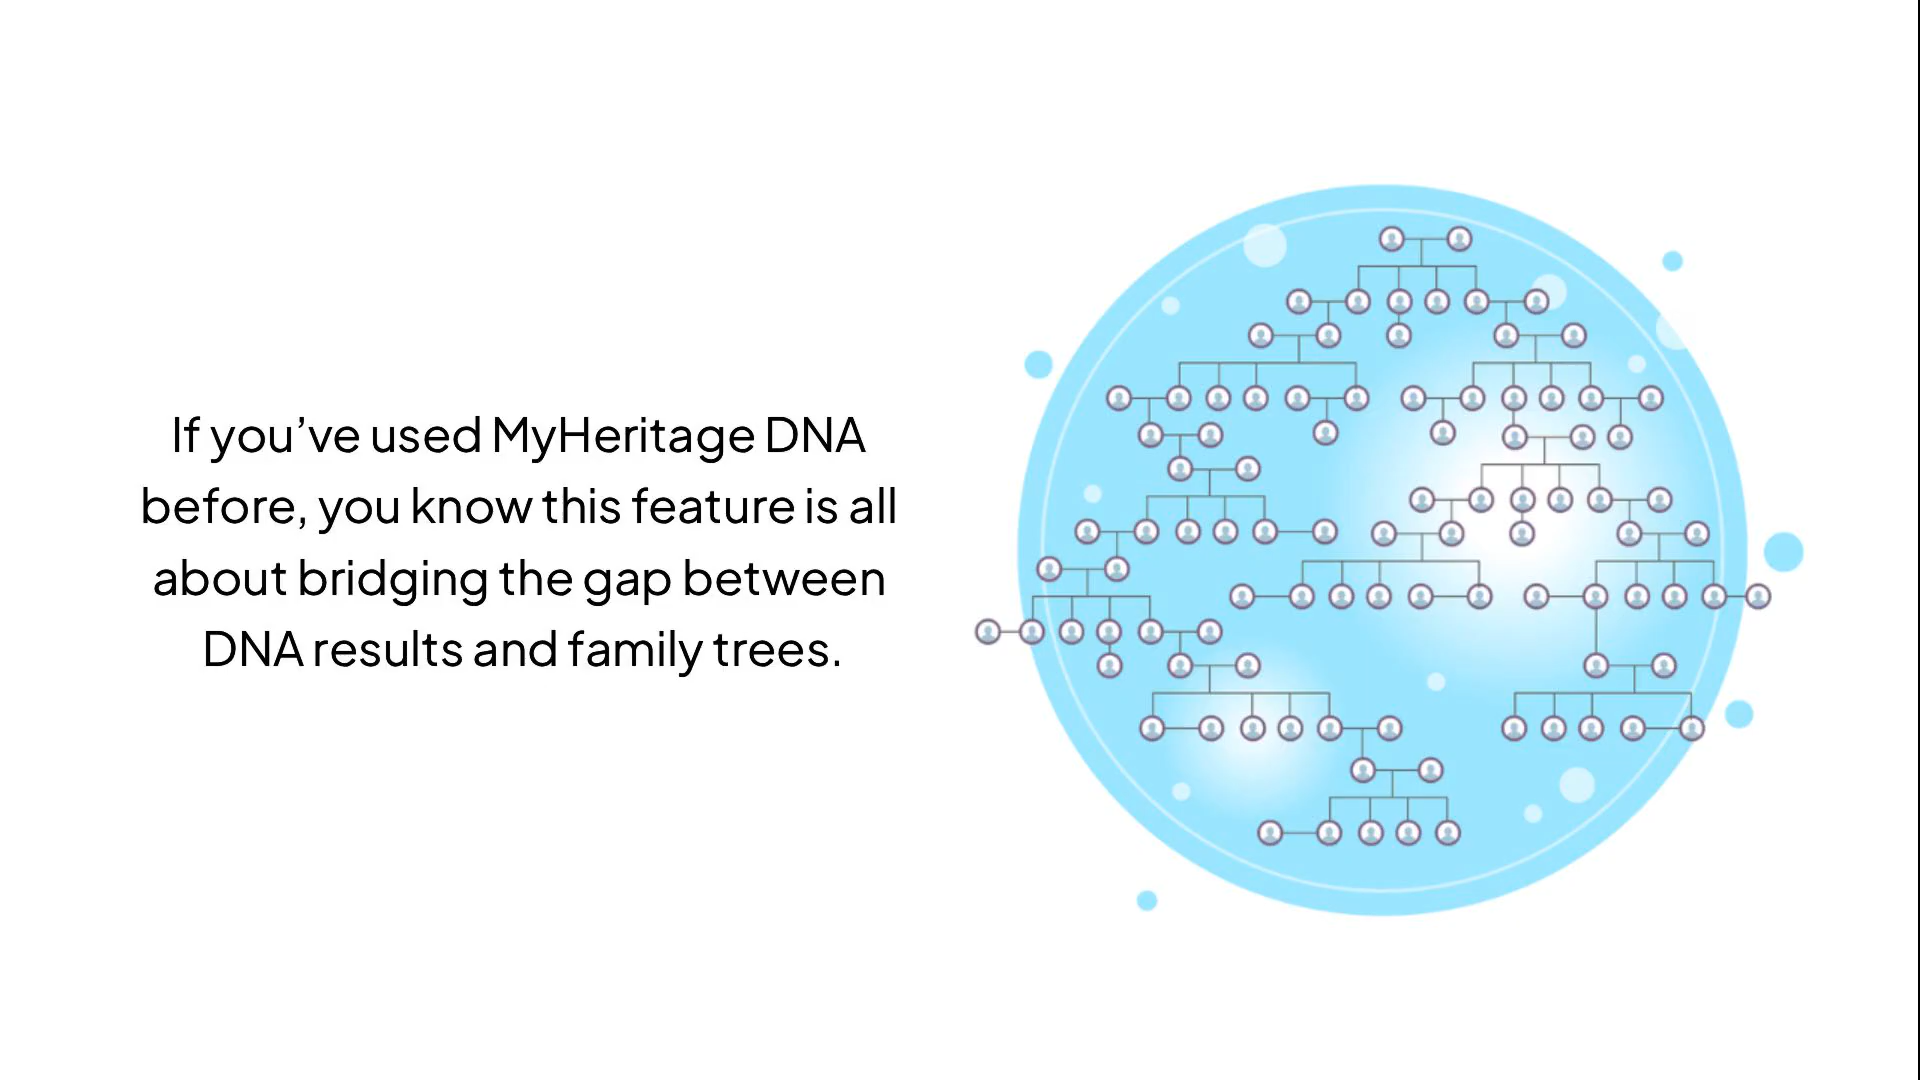 If you’ve used MyHeritage DNA
before, you know this feature is all
about bridging the gap between
DNA results and family trees.